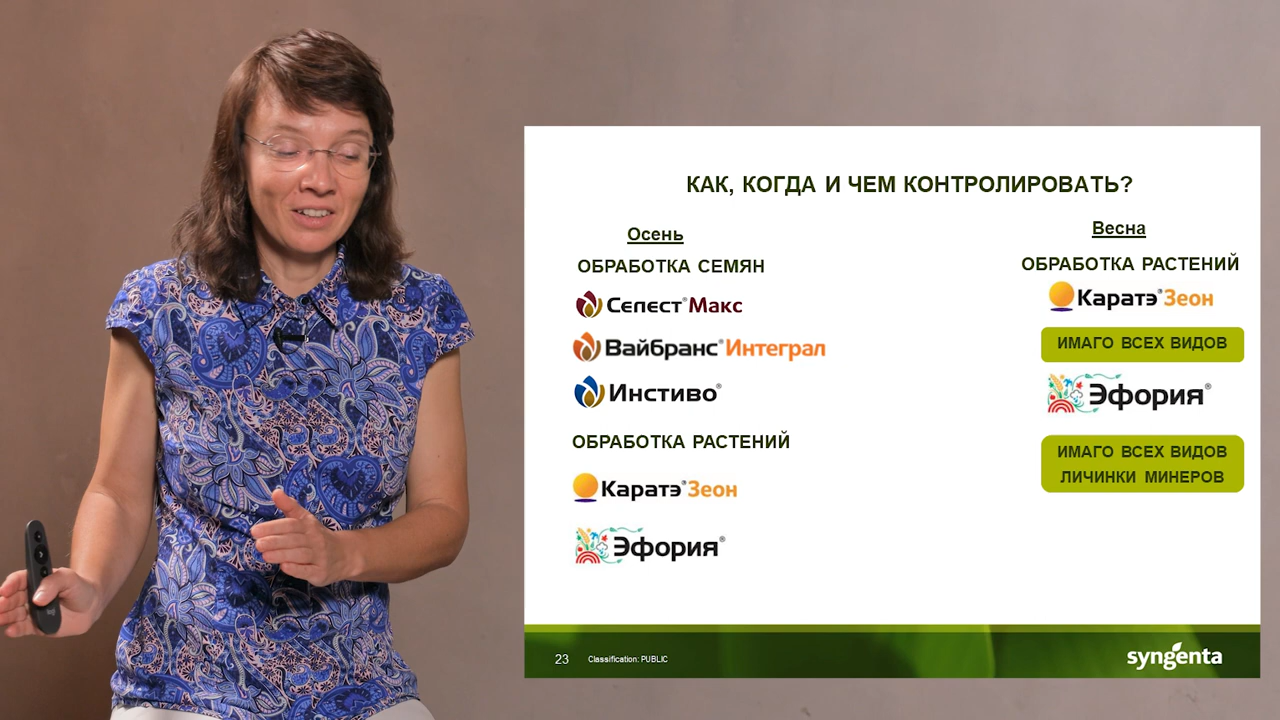 КАК, КОГДА И ЧЕМ КОНТРОЛИРОВАТЬ?
Осень
ОБРАБОТКА СЕМЯН
Селест® Макс
Вайбранс® Интеграл
Инстиво®
ОБРАБОТКА РАСТЕНИЙ
Каратэ® Зеон
Эфория®
Весна
ОБРАБОТКА РАСТЕНИЙ
Каратэ® Зеон
ИМАГО ВСЕХ ВИДОВ
Эфория®
ИМАГО ВСЕХ ВИДОВ
ЛИЧИНКИ МИНЕРОВ
23
Classification: PUBLIC
syngenta